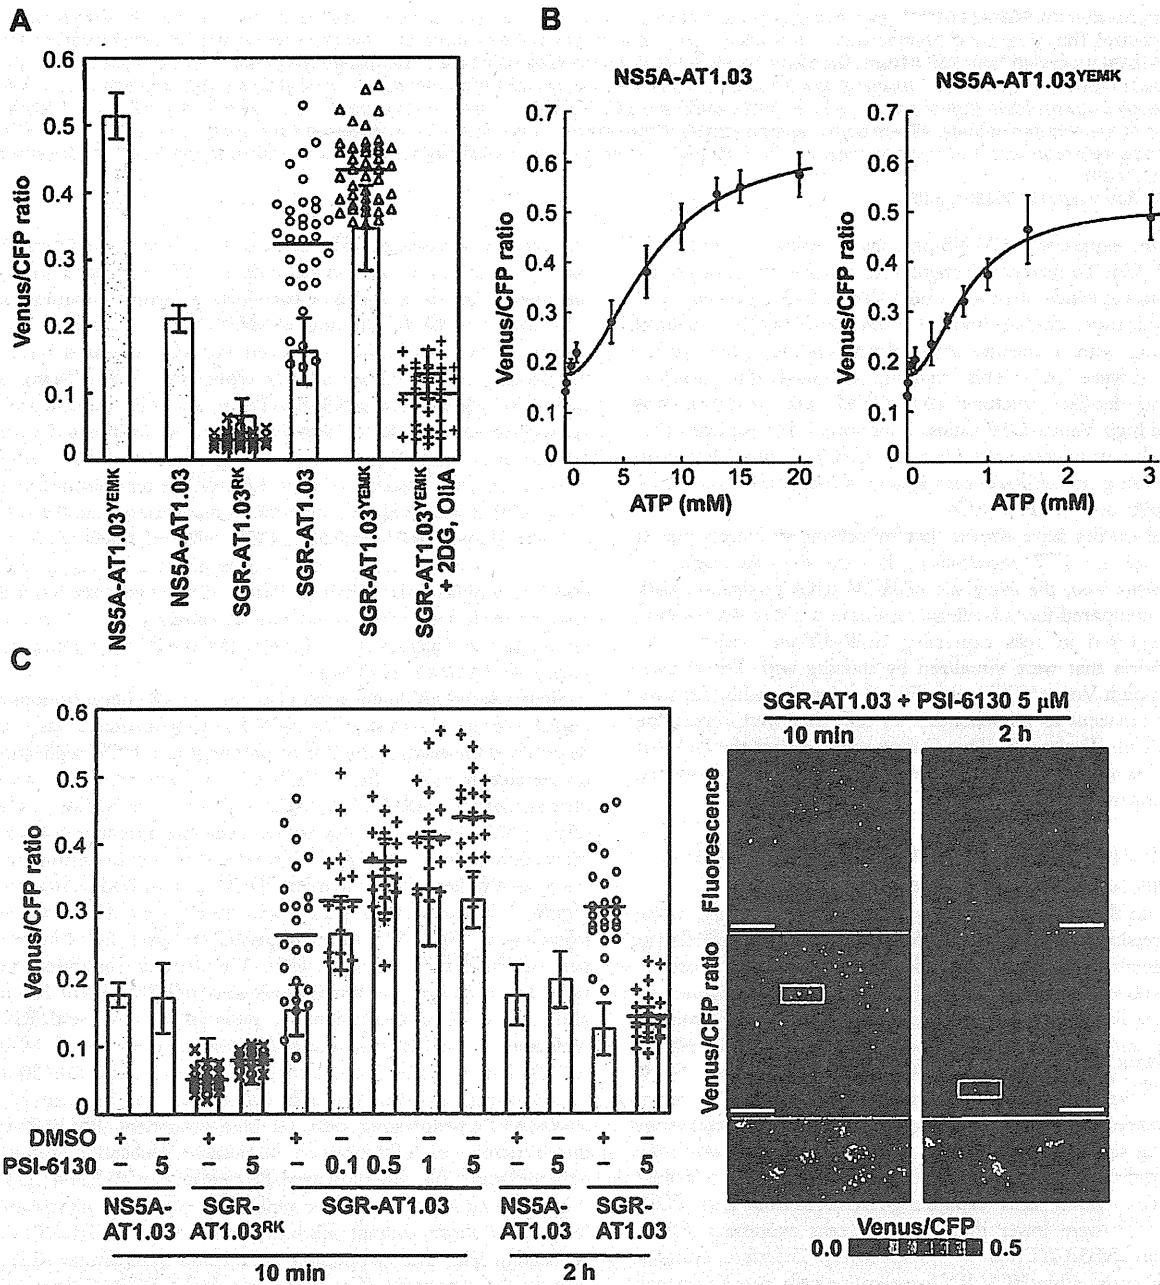 A
B
NS5A-AT1.03
NS5A-AT1.03YEMK
Venus/CFP ratio
0.6
0.5
0.4
0.3
0.2
0.1
0
NS5A-AT1.03YEMK
NS5A-AT1.03
SGR-AT1.03RK
SGR-AT1.03
SGR-AT1.03YEMK
SGR-AT1.03YEMK
+ 2DG, OliA
Venus/CFP ratio
0.7
0.6
0.5
0.4
0.3
0.2
0.1
0
0 5 10 15 20
ATP (mM)
Venus/CFP ratio
0.7
0.6
0.5
0.4
0.3
0.2
0.1
0
0 1 2 3
ATP (mM)
C
Venus/CFP ratio
0.6
0.5
0.4
0.3
0.2
0.1
0
DMSO + − + − + − − − − + − + −
PSI-6130 − 5 − 5 − 0.1 0.5 1 5 − 5 − 5
NS5A-
AT1.03
SGR-
AT1.03RK
SGR-AT1.03
NS5A-
AT1.03
SGR-
AT1.03
10 min
2 h
SGR-AT1.03 + PSI-6130 5 μM
10 min
2 h
Fluorescence
Venus/CFP ratio
Venus/CFP
0.0 0.5